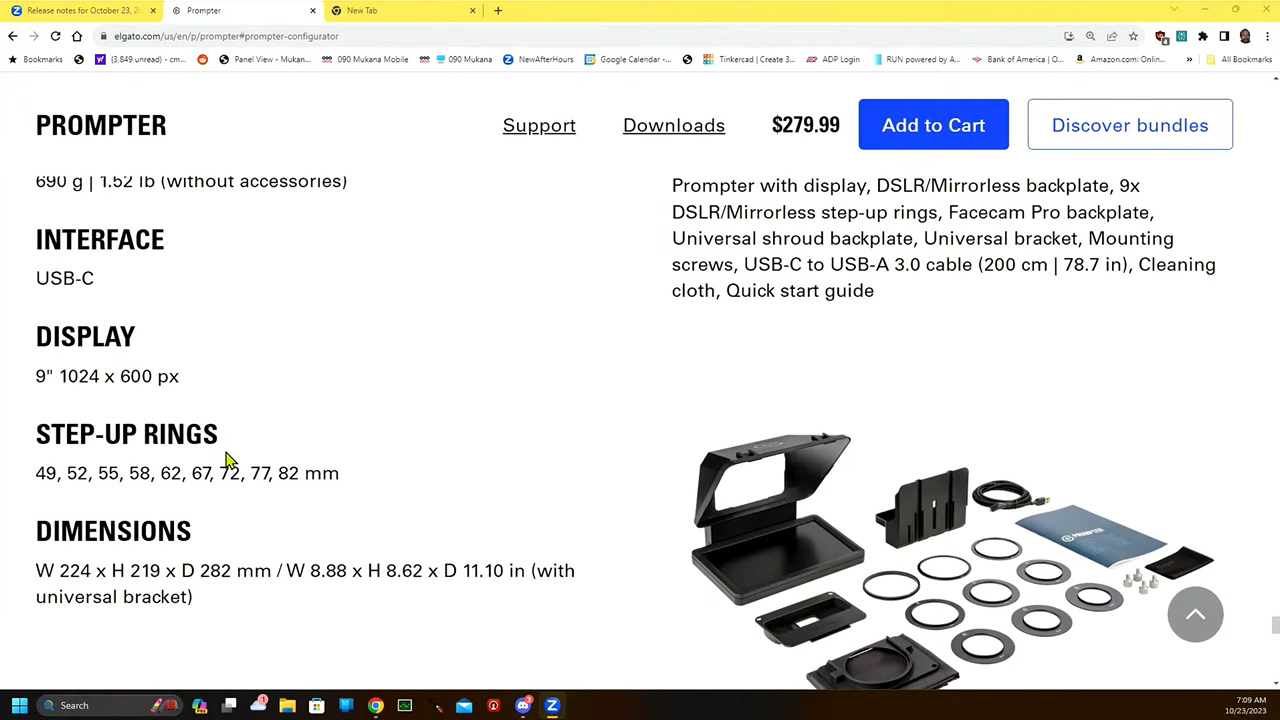 Release notes for October 23, 2
Prompter
New Tab
elgato.com/us/en/p/prompter#prompter-configurator
Bookmarks
(3,849 unread) - cm...
Panel View - Mukan...
090 Mukana Mobile
090 Mukana
NewAfterHours
Google Calendar -...
Tinkercad | Create 3...
ADP Login
RUN powered by A...
Bank of America | O...
Amazon.com: Onlin...
»
All Bookmarks
PROMPTER
Support
Downloads
$279.99
Add to Cart
Discover bundles
690 g | 1.52 lb (without accessories)
INTERFACE
USB-C
DISPLAY
9" 1024 x 600 px
STEP-UP RINGS
49, 52, 55, 58, 62, 67, 72, 77, 82 mm
DIMENSIONS
W 224 x H 219 x D 282 mm / W 8.88 x H 8.62 x D 11.10 in (with
universal bracket)
Prompter with display, DSLR/Mirrorless backplate, 9x
DSLR/Mirrorless step-up rings, Facecam Pro backplate,
Universal shroud backplate, Universal bracket, Mounting
screws, USB-C to USB-A 3.0 cable (200 cm | 78.7 in), Cleaning
cloth, Quick start guide
PROMPTER
Search
7:09 AM
10/23/2023